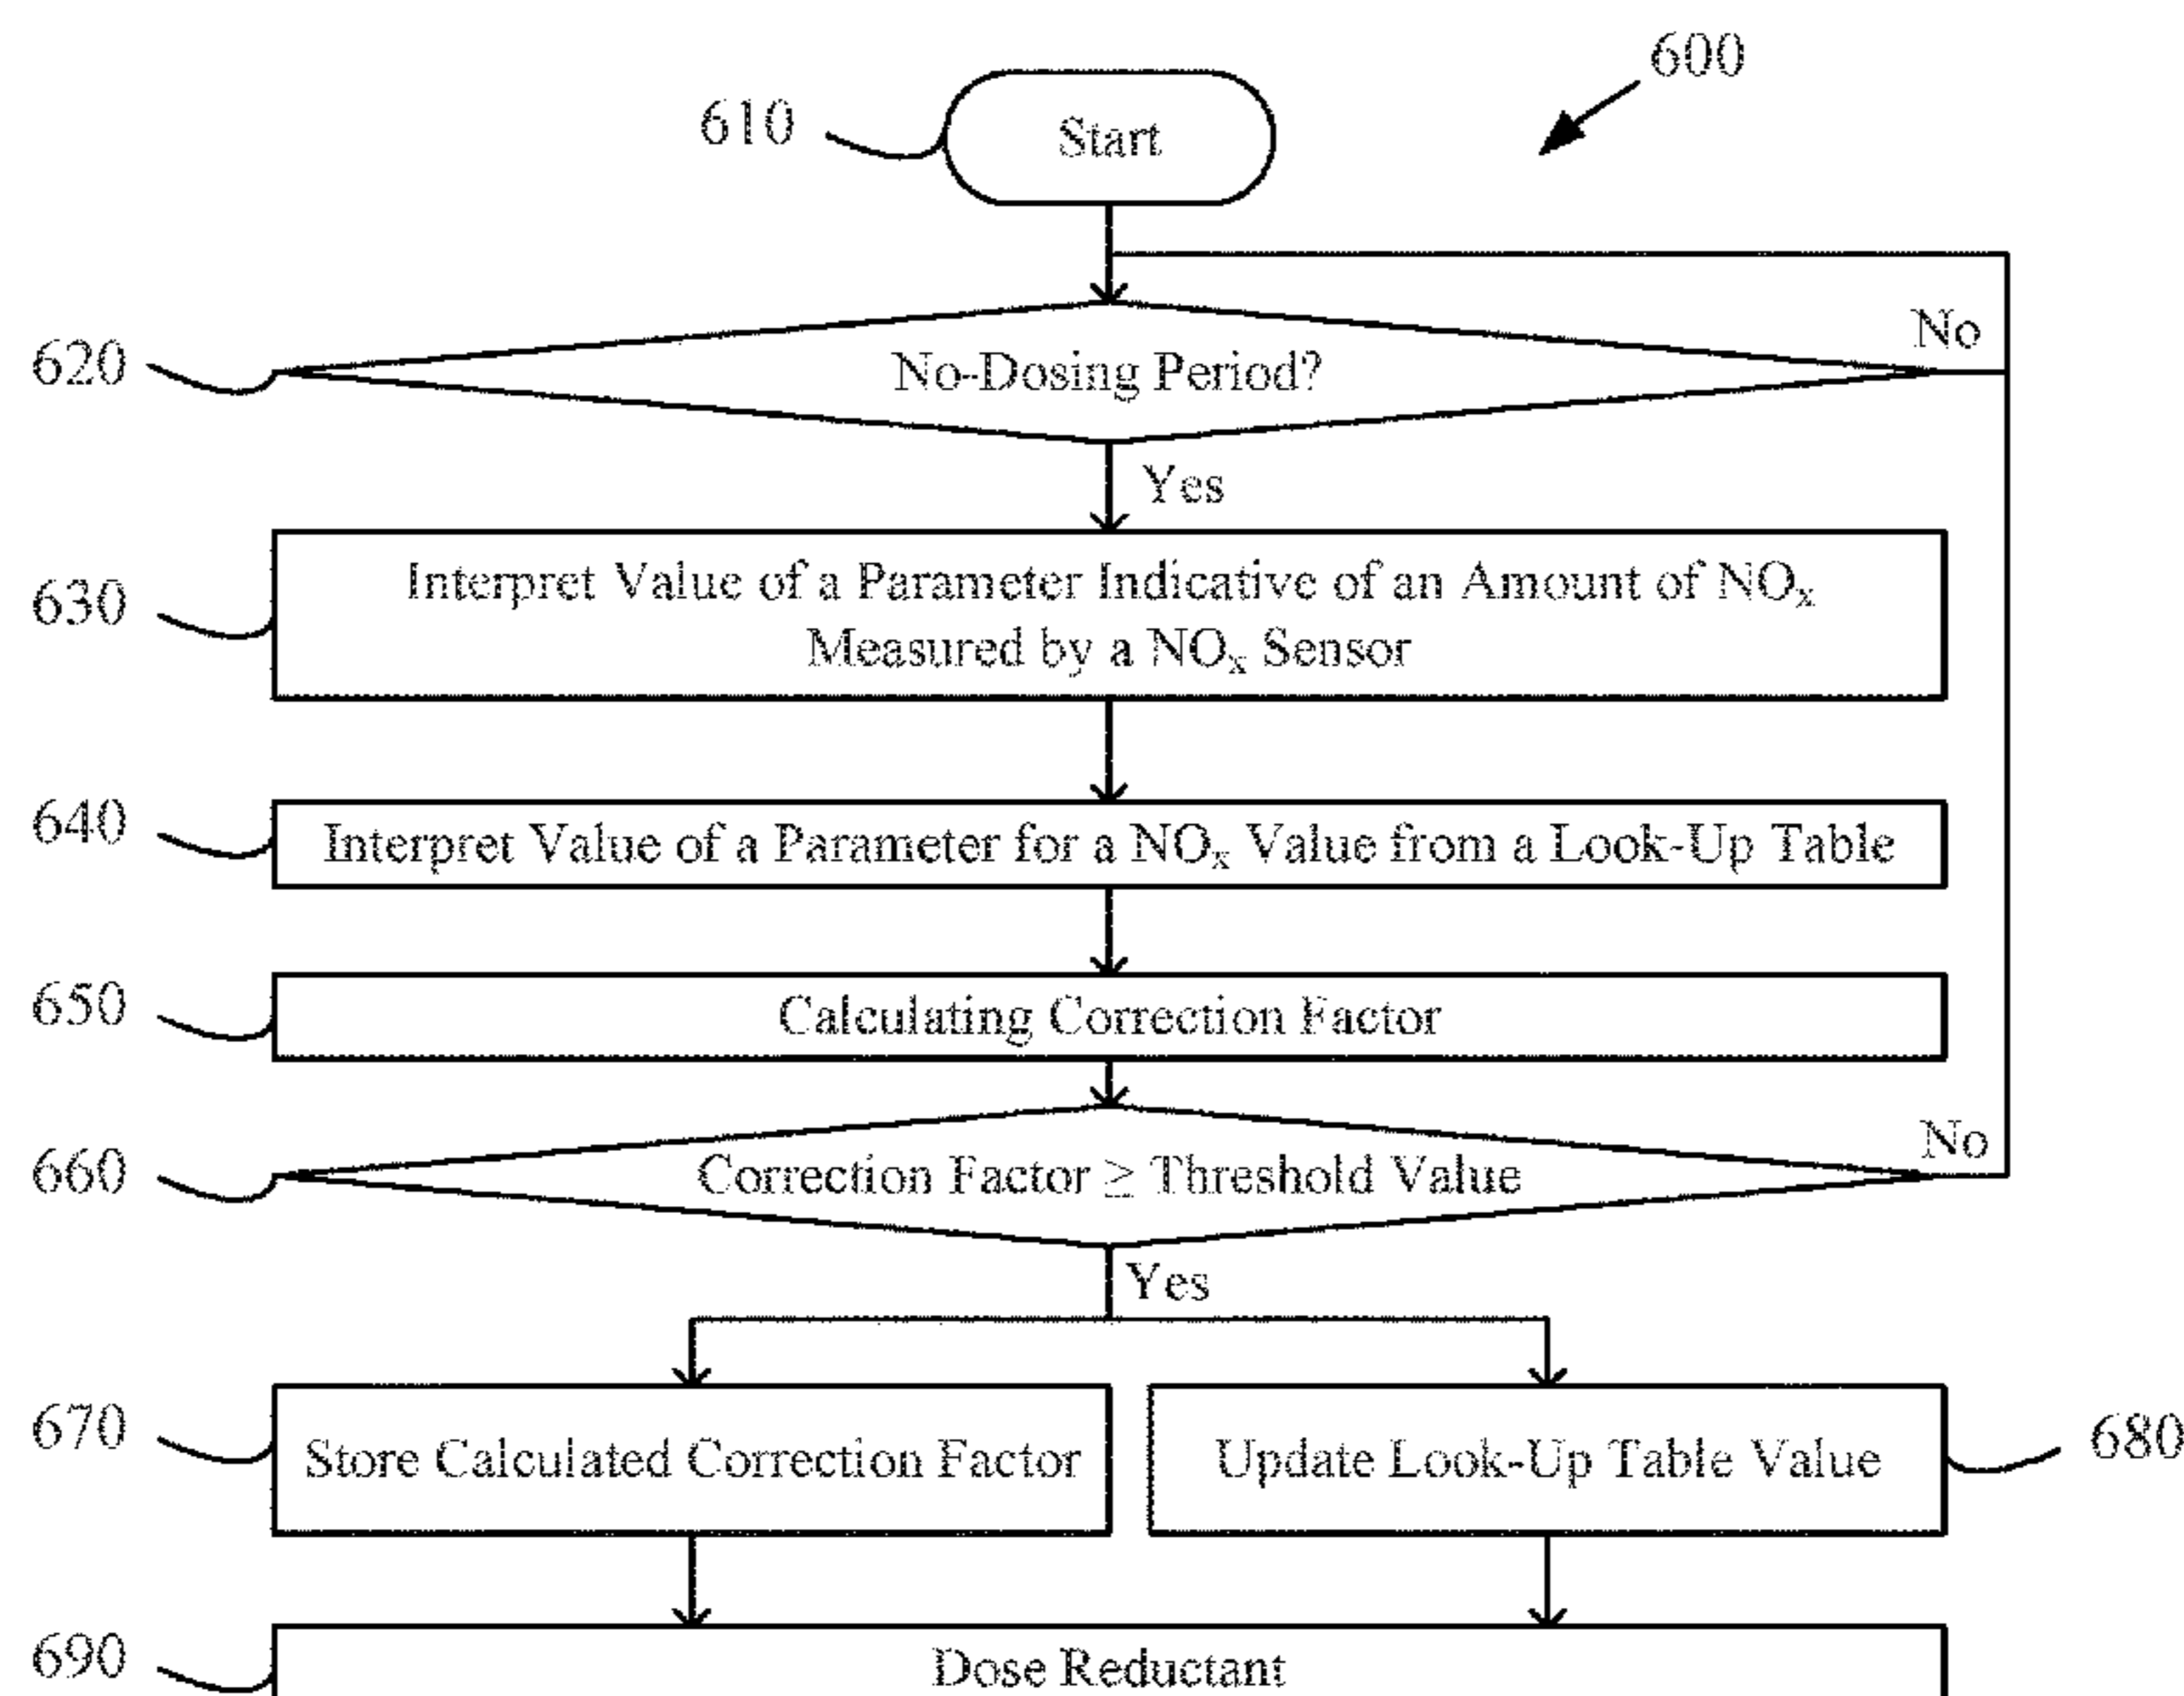 600
610
Start
No
620
No-Dosing Period?
Yes
630
Interpret Value of a Parameter Indicative of an Amount of NOₓ
Measured by a NOₓ Sensor
640
Interpret Value of a Parameter for a NOₓ Value from a Look-Up Table
650
Calculating Correction Factor
No
660
Correction Factor ≥ Threshold Value
Yes
670
Store Calculated Correction Factor
Update Look-Up Table Value
680
690
Dose Reductant